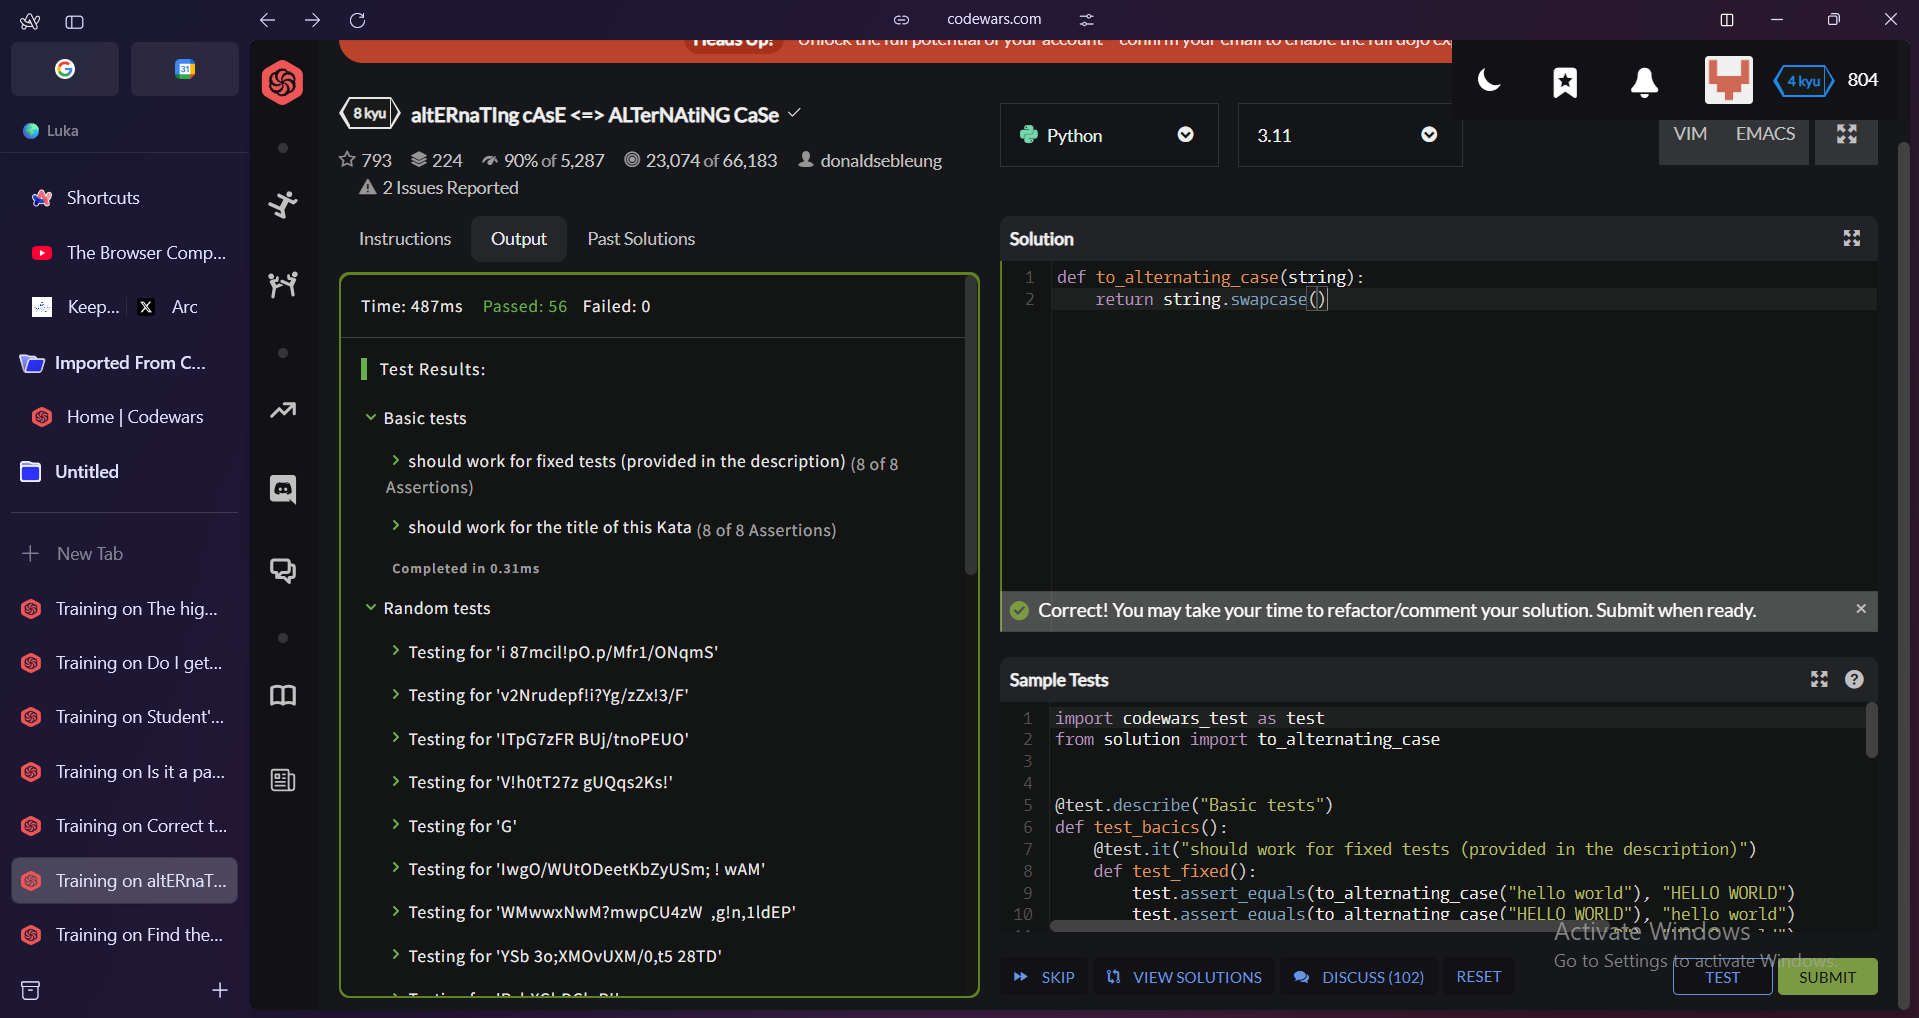 codewars.com
Heads Up!
Unlock the full potential of your account
confirm your email to enable the full dojo ex
31
Luka
Shortcuts
The Browser Comp...
Keep...
X
Arc
Imported From C...
Home | Codewars
Untitled
New Tab
Training on The hig...
Training on Do I get...
Training on Student'...
Training on Is it a pa...
Training on Correct t...
Training on altERnaT...
Training on Find the...
8 kyu
altERnaTIng cAsE <=> ALTerNAtiNG CaSe
793
224
90% of 5,287
23,074 of 66,183
donaldsebleung
2 Issues Reported
Python
3.11
4 kyu
804
VIM
EMACS
Instructions
Output
Past Solutions
Time: 487ms Passed: 56 Failed: 0
Test Results:
Basic tests
should work for fixed tests (provided in the description) (8 of 8
Assertions)
should work for the title of this Kata (8 of 8 Assertions)
Completed in 0.31ms
Random tests
Testing for 'i 87mcil!pO.p/Mfr1/ONqmS'
Testing for 'v2Nrudepf!i?Yg/zZx!3/F'
Testing for 'ITpG7zFR BUj/tnoPEUO'
Testing for 'V!h0tT27z gUQqs2Ks!'
Testing for 'G'
Testing for 'IwgO/WUtODeetKbZyUSm; ! wAM'
Testing for 'WMwwxNwM?mwpCU4zW ,g!n,1ldEP'
Testing for 'YSb 3o;XMOvUXM/0,t5 28TD'
Solution
1 def to_alternating_case(string):
2 return string.swapcase()
Correct! You may take your time to refactor/comment your solution. Submit when ready.
Sample Tests
1 import codewars_test as test
2 from solution import to_alternating_case
3
4
5 @test.describe("Basic tests")
6 def test_bacics():
7 @test.it("should work for fixed tests (provided in the description)")
8 def test_fixed():
9 test.assert_equals(to_alternating_case("hello world"), "HELLO WORLD")
10 test.assert_equals(to_alternating_case("HELLO WORLD"), "hello world")
Activate Windows
Go to Settings to activate Windows.
SKIP
VIEW SOLUTIONS
DISCUSS (102)
RESET
TEST
SUBMIT